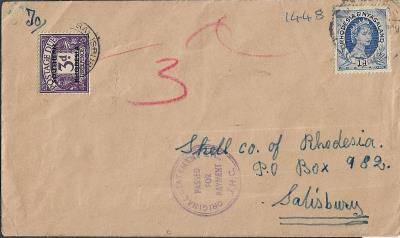 To,
1448
POSTAGE DUE
3d
RHODESIA & NYASALAND
1d
3
ORIGINAL
PASSED
FOR
PAYMENT
Shell co. of Rhodesia.
P.O Box 982.
Salisbury